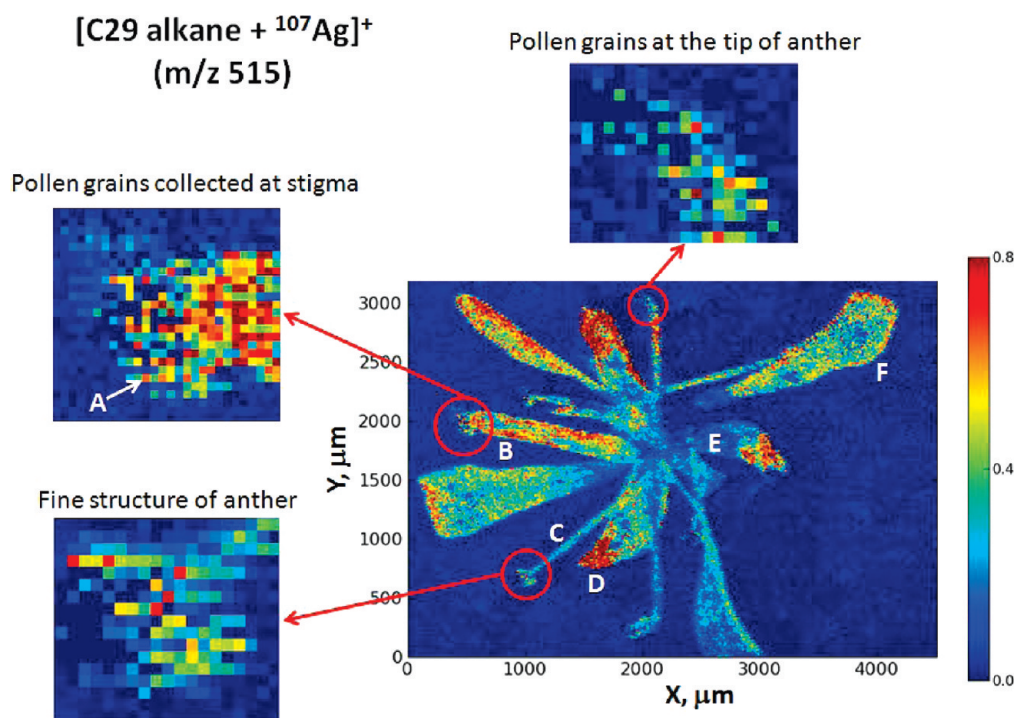 [C29 alkane + ¹⁰⁷Ag]⁺
(m/z 515)
Pollen grains at the tip of anther
Pollen grains collected at stigma
A
Fine structure of anther
0.8
0.4
0.0
Y, μm
3000
2500
2000
1500
1000
500
0
B
C
D
E
F
0
1000
2000
3000
4000
X, μm